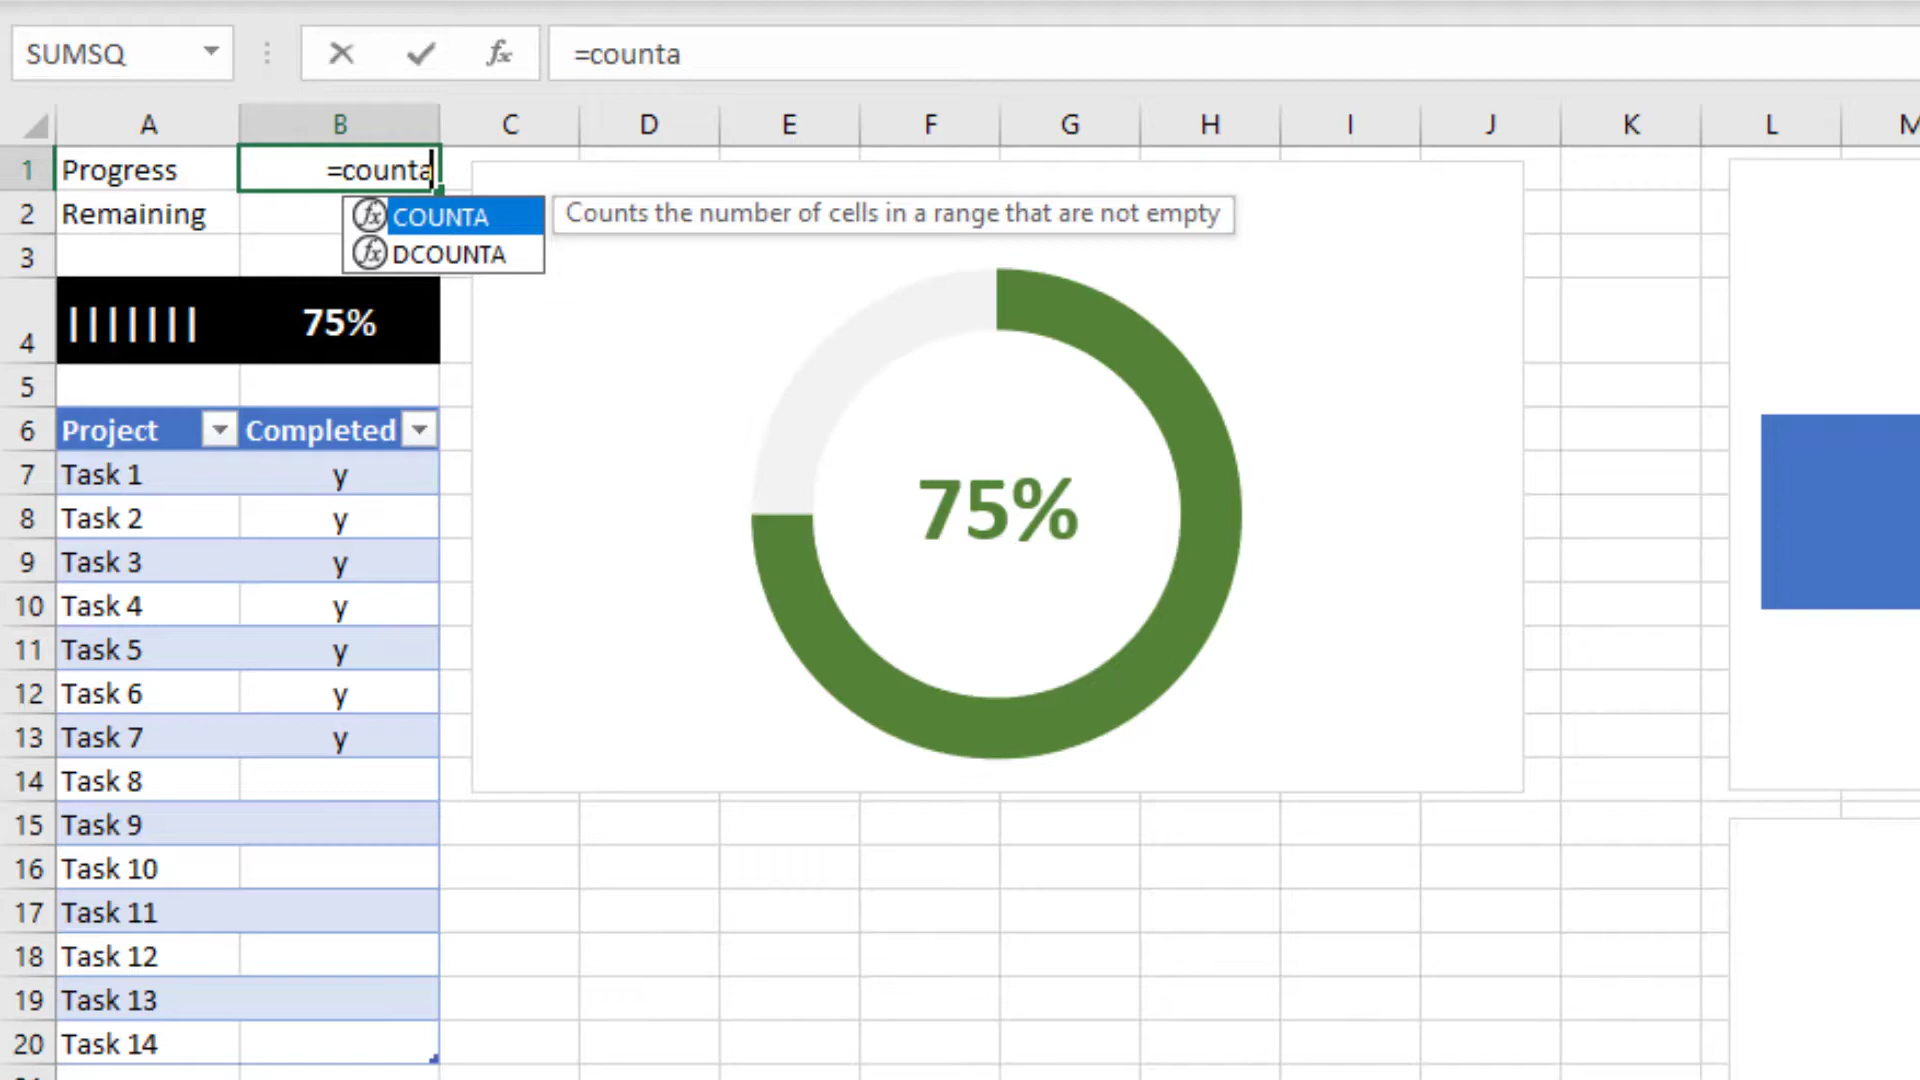 SUMSQ
fx
=counta
A B C D E F G H I J K L M
1 Progress =counta
2 Remaining
COUNTA Counts the number of cells in a range that are not empty
DCOUNTA
3
4 ||||||| 75%
5
6 Project Completed
7 Task 1 y
8 Task 2 y
9 Task 3 y
10 Task 4 y
11 Task 5 y
12 Task 6 y
13 Task 7 y
14 Task 8
15 Task 9
16 Task 10
17 Task 11
18 Task 12
19 Task 13
20 Task 14
75%